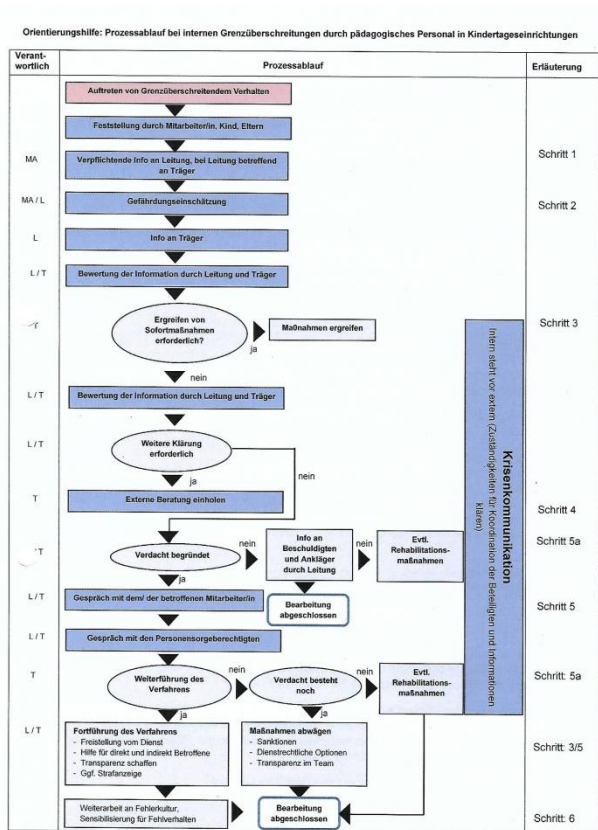 Orientierungshilfe: Prozessablauf bei internen Grenzüberschreitungen durch pädagogisches Personal in Kindertageseinrichtungen
Verant-
wortlich
Prozessablauf
Erläuterung
Auftreten von Grenzüberschreitendem Verhalten
Feststellung durch Mitarbeiter/in, Kind, Eltern
MA
Verpflichtende Info an Leitung, bei Leitung betreffend
an Träger
Schritt 1
MA / L
Gefährdungseinschätzung
Schritt 2
L
Info an Träger
L / T
Bewertung der Information durch Leitung und Träger
T
Ergreifen von
Sofortmaßnahmen
erforderlich?
ja
Maßnahmen ergreifen
Schritt 3
nein
L / T
Bewertung der Information durch Leitung und Träger
L / T
Weitere Klärung
erforderlich
nein
ja
T
Externe Beratung einholen
Schritt 4
T
Verdacht begründet
nein
Info an
Beschuldigten
und Ankläger
durch Leitung
nein
Evtl.
Rehabilitations-
maßnahmen
Schritt 5a
ja
L / T
Gespräch mit dem/ der betroffenen Mitarbeiter/in
Bearbeitung
abgeschlossen
Schritt 5
L / T
Gespräch mit den Personensorgeberechtigten
T
Weiterführung des
Verfahrens
nein
Verdacht besteht
noch
nein
Evtl.
Rehabilitations-
maßnahmen
Schritt: 5a
ja
ja
L / T
Fortführung des Verfahrens
- Freistellung vom Dienst
- Hilfe für direkt und indirekt Betroffene
- Transparenz schaffen
- Ggf. Strafanzeige
Maßnahmen abwägen
- Sanktionen
- Dienstrechtliche Optionen
- Transparenz im Team
Schritt: 3/5
Weiterarbeit an Fehlerkultur,
Sensibilisierung für Fehlverhalten
Bearbeitung
abgeschlossen
Schritt: 6
Krisenkommunikation
Intern steht vor extern (Zuständigkeiten für Koordination der Beteiligten und Informationen
klären)